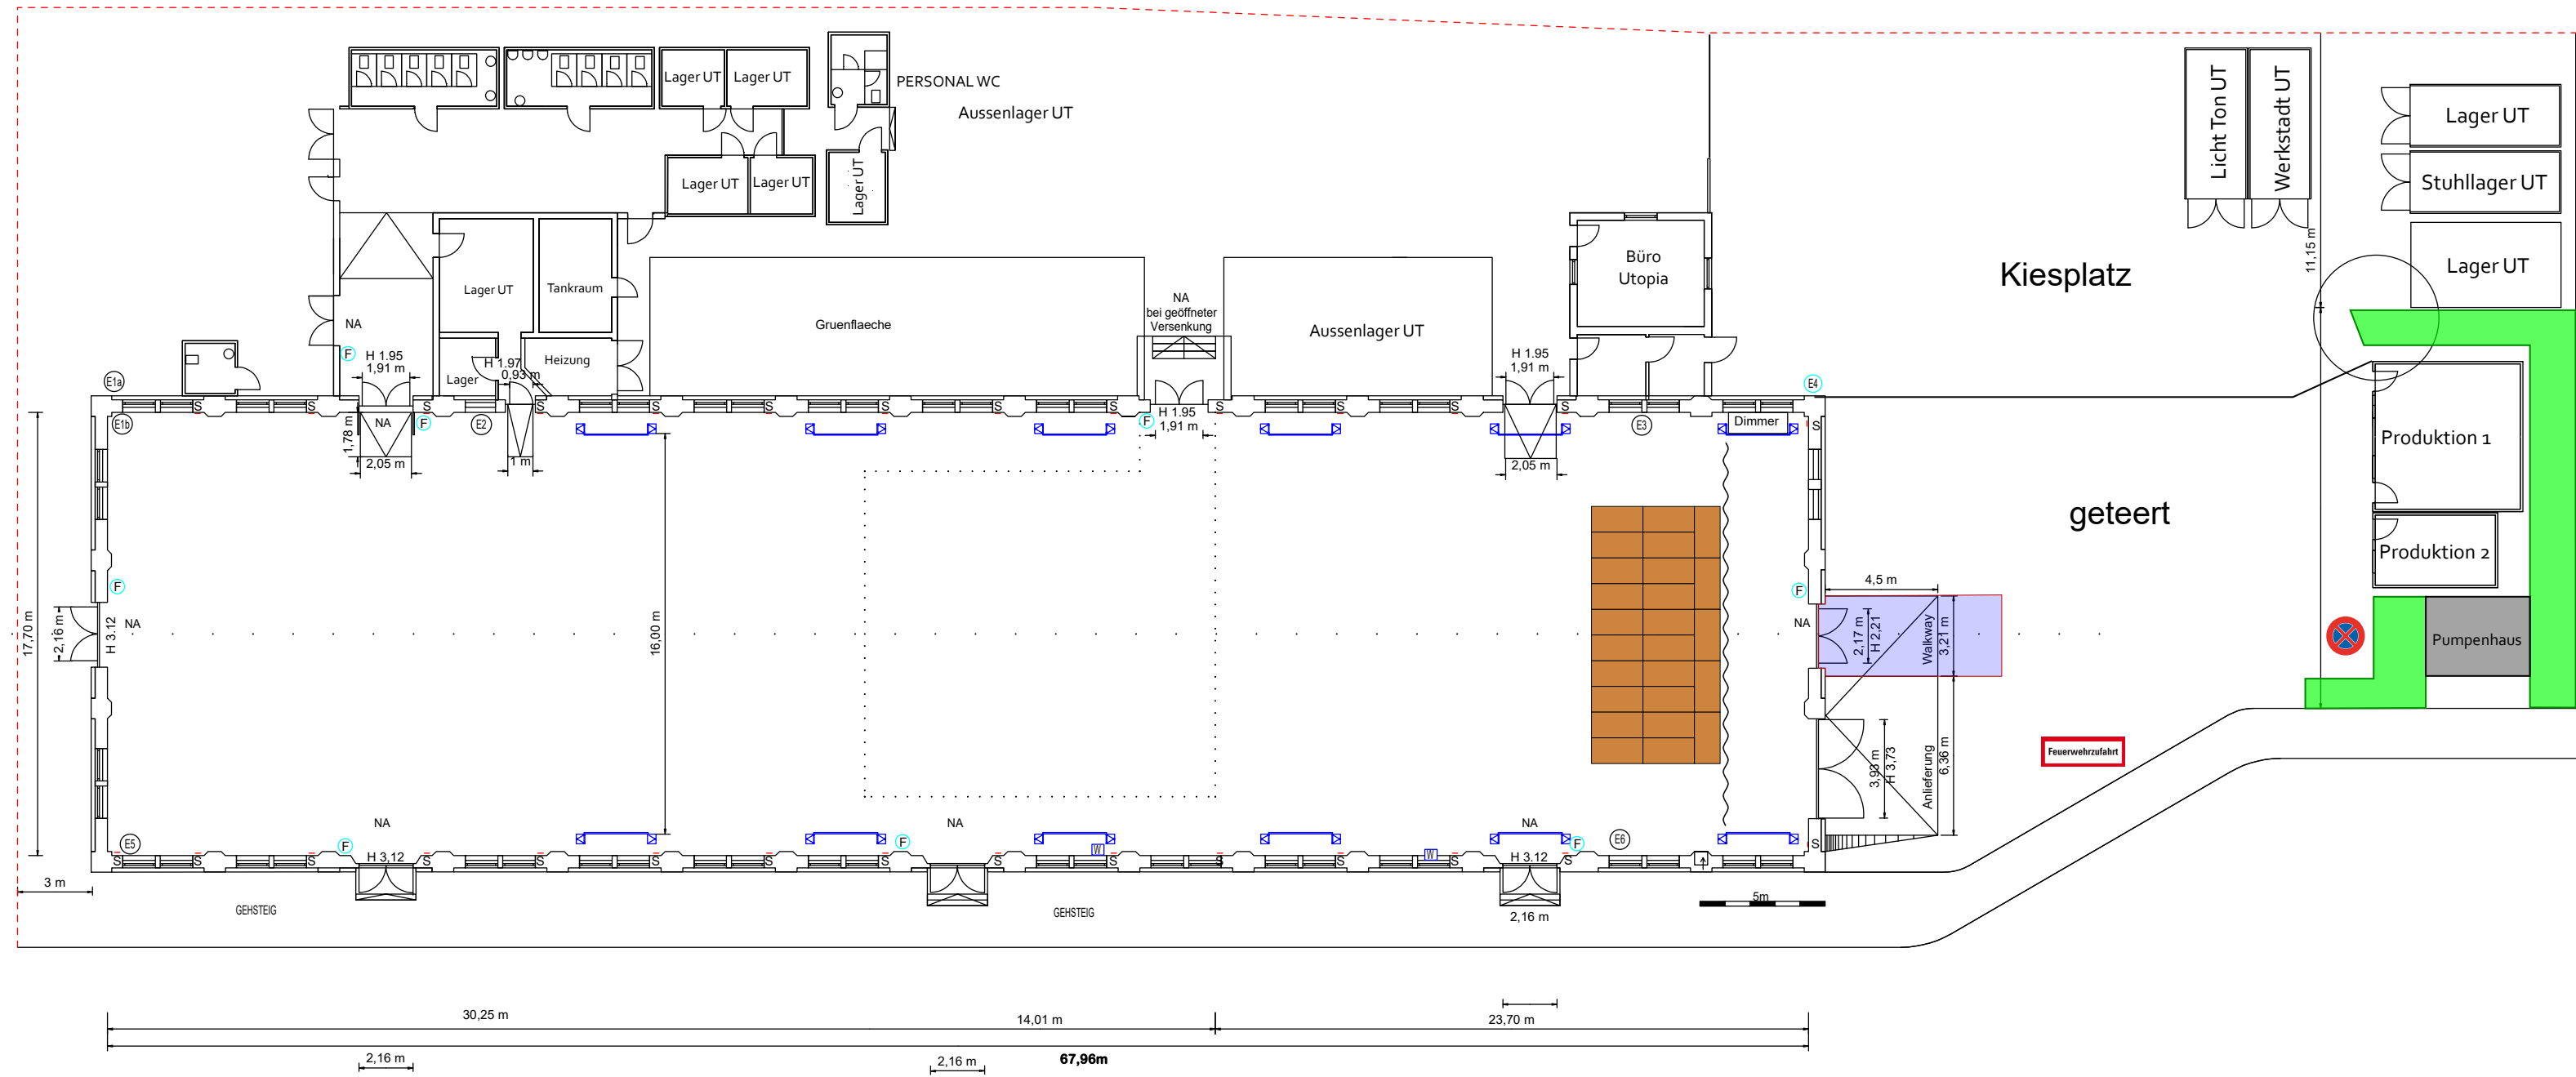 Lager UT
Lager UT
PERSONAL WC
Aussenlager UT
Licht Ton UT
Werkstadt UT
Lager UT
Stuhllager UT
Lager UT
Lager UT
Lager UT
Lager UT
11,15 m
Kiesplatz
Büro
Utopia
Lager UT
Tankraum
NA
bei geöffneter
Versenkung
Gruenflaeche
Aussenlager UT
NA
F
H 1.95
1,91 m
H 1.97
0,93 m
Heizung
Lager
H 1.95
1,91 m
E1a
E4
S
S
S
S
S
S
S
S
S
S
S
E1b
NA
F
E2
F
H 1.95
1,91 m
E3
Dimmer
S
1,78 m
2,05 m
1 m
2,05 m
Produktion 1
geteert
Produktion 2
F
F
4,5 m
17,70 m
2,16 m
H 3.12
NA
16,00 m
NA
2,17 m
H 2,21
Walkway
3,21 m
Pumpenhaus
Feuerwehrzufahrt
3,93 m
H 3,73
Anlieferung
6,36 m
NA
NA
NA
E5
F
F
W
W
F
E6
S
S
S
S
H 3,12
S
S
S
S
S
S
S
S
S
H 3.12
S
3 m
GEHSTEIG
GEHSTEIG
2,16 m
5m
30,25 m
14,01 m
23,70 m
2,16 m
2,16 m
67,96m